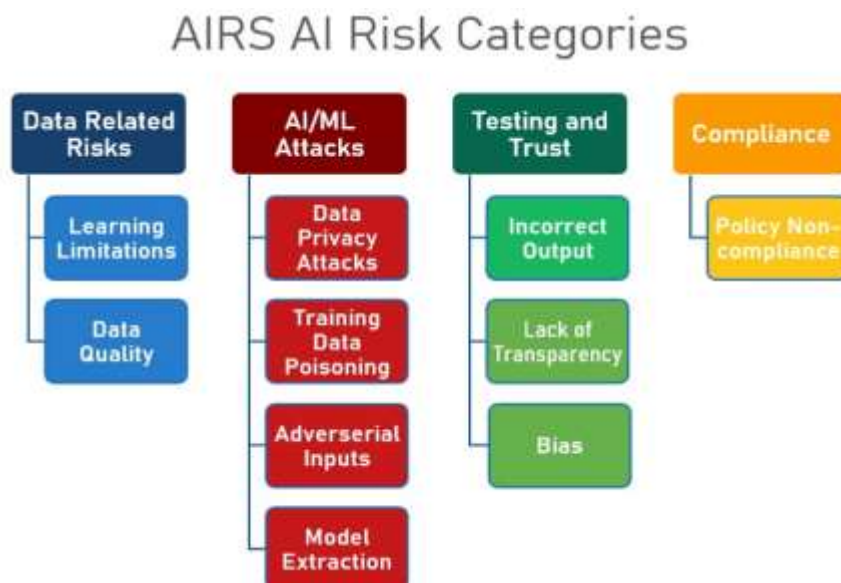 AIRS AI Risk Categories
Data Related
Risks
Learning
Limitations
Data
Quality
AI/ML
Attacks
Data
Privacy
Attacks
Training
Data
Poisoning
Adverserial
Inputs
Model
Extraction
Testing and
Trust
Incorrect
Output
Lack of
Transparency
Bias
Compliance
Policy Non-
compliance